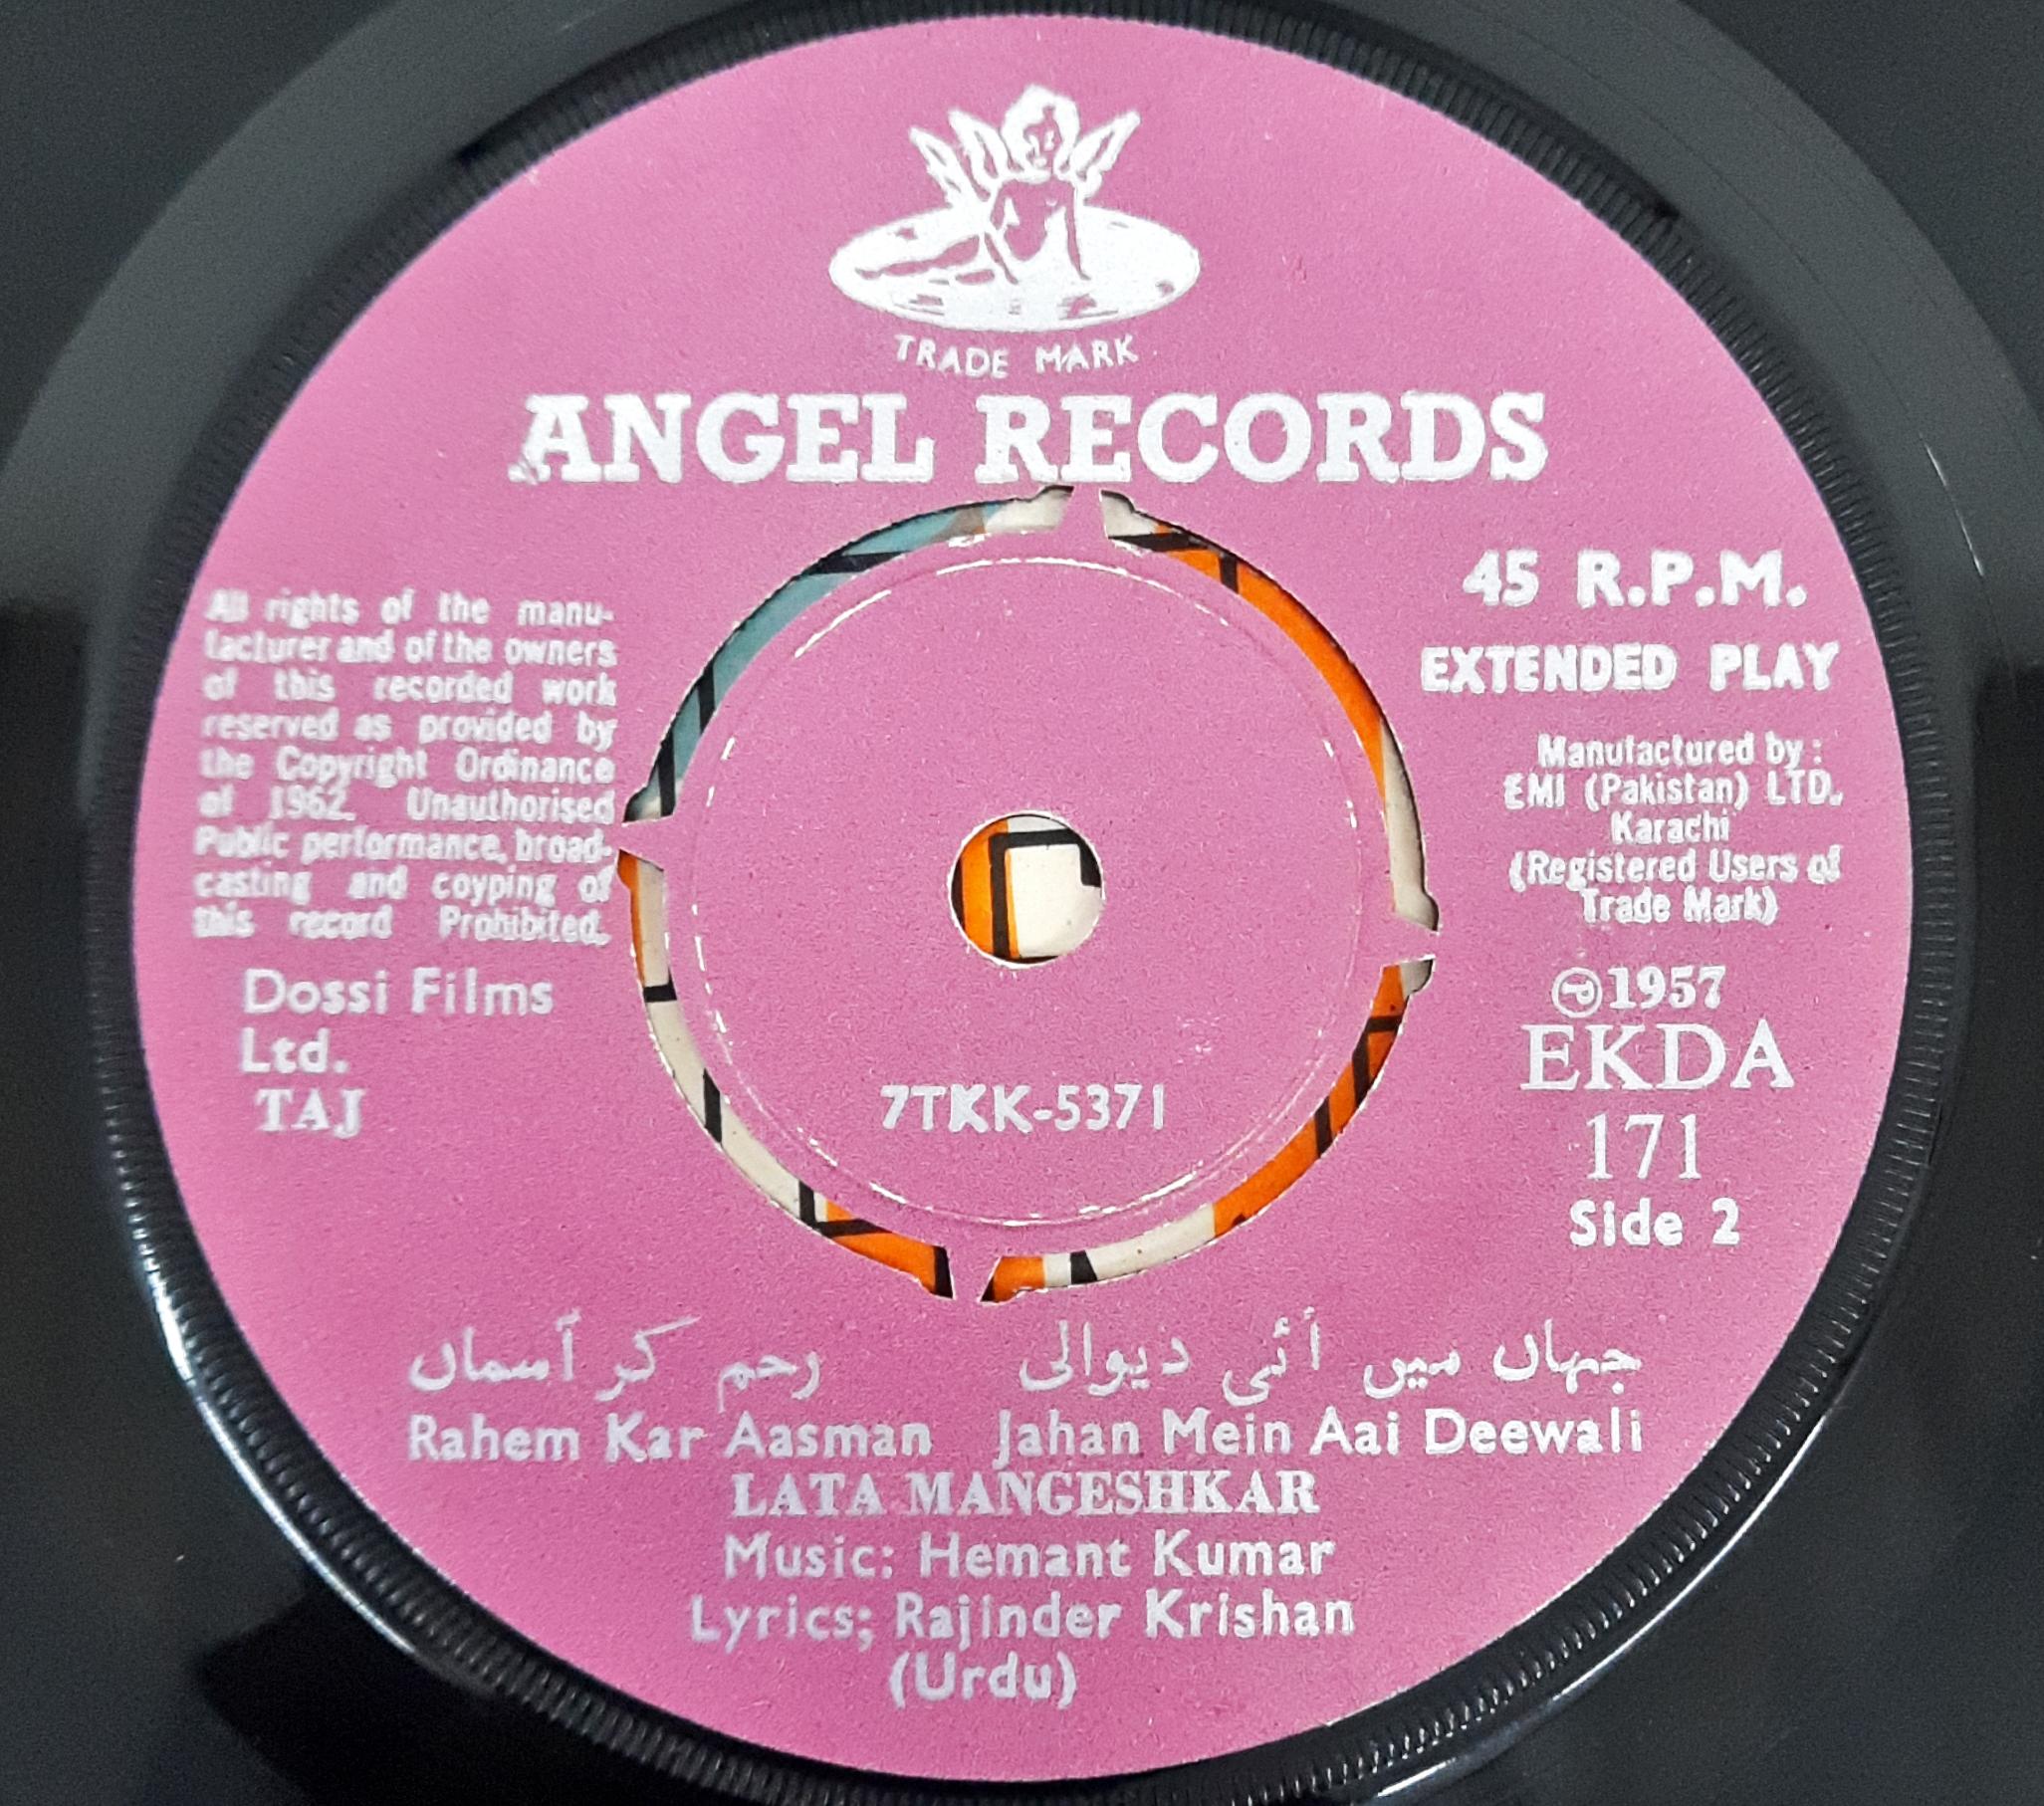 TRADE MARK
ANGEL RECORDS
45 R.P.M.
EXTENDED PLAY
All rights of the manu-
facturer and of the owners
of this recorded work
reserved as provided by
the Copyright Ordinance
of 1962. Unauthorised
Public performance, broad-
casting and coyping of
this record Prohibited.
Manufactured by :
EMI (Pakistan) LTD.
Karachi
(Registered Users of
Trade Mark)
Dossi Films
Ltd.
TAJ
℗1957
EKDA
171
Side 2
7TKK-5371
جہاں میں أئی دیوالی رحم کر آسماں
Rahem Kar Aasman Jahan Mein Aai Deewali
LATA MANGESHKAR
Music: Hemant Kumar
Lyrics; Rajinder Krishan
(Urdu)